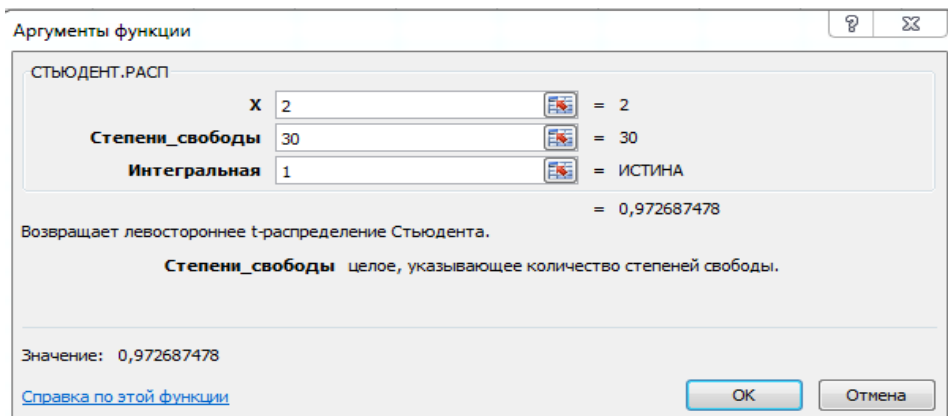 Аргументы функции
СТЬЮДЕНТ.РАСП
X 2 = 2
Степени_свободы 30 = 30
Интегральная 1 = ИСТИНА
= 0,972687478
Возвращает левостороннее t-распределение Стьюдента.
Степени_свободы целое, указывающее количество степеней свободы.
Значение: 0,972687478
Справка по этой функции OK Отмена